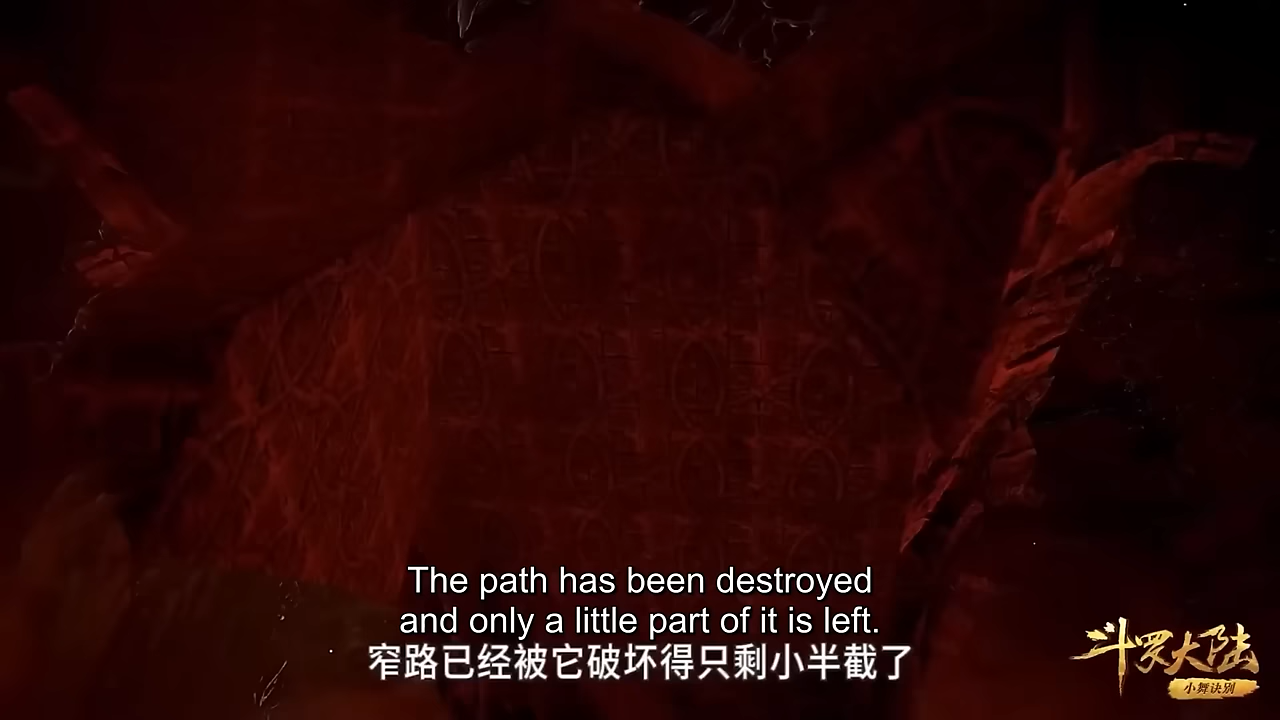 The path has been destroyed
and only a little part of it is left.
窄路已经被它破坏得只剩小半截了
斗罗大陆
小舞诀别